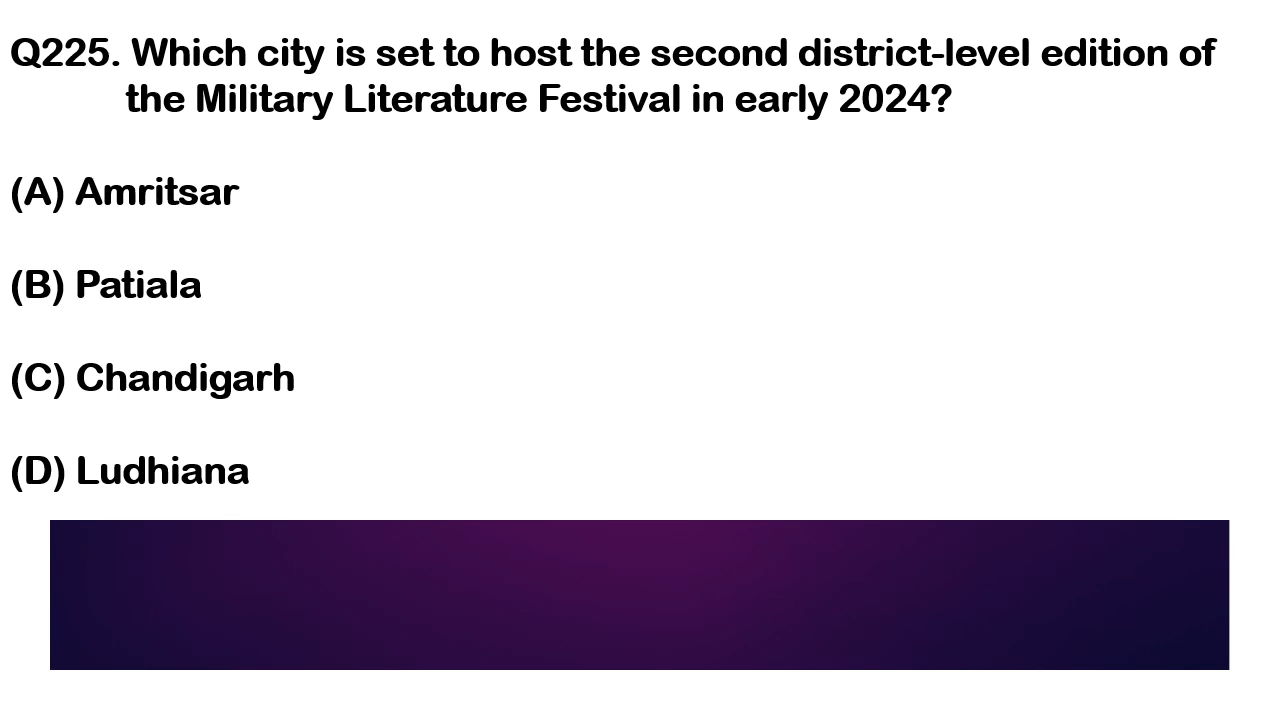 Q225. Which city is set to host the second district-level edition of
the Military Literature Festival in early 2024?
(A) Amritsar
(B) Patiala
(C) Chandigarh
(D) Ludhiana